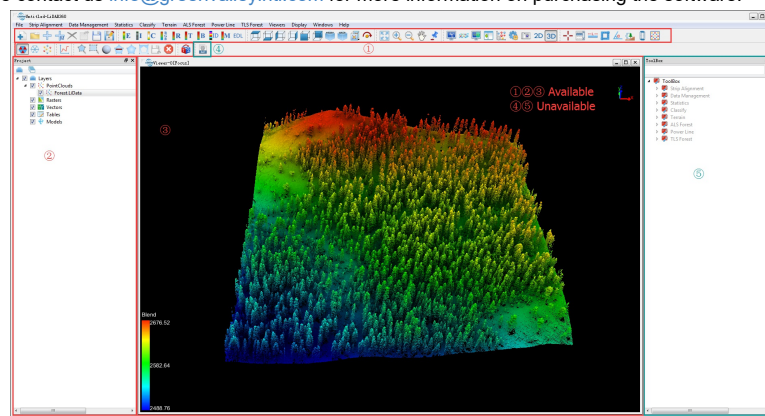 contact us info@greenvalleyintl.com for more information on purchasing the software.
File Strip Alignment Data Management Statistics Classify Terrain ALS Forest Power Line TLS Forest Viewers Display Windows Help
2D 3D
④ ①
Project
Layers
PointClouds
Forest.LiData
Rasters
Vectors
Tables
Models
②
①②③ Available
④⑤ Unavailable
③
Blend
2676.52
2582.64
2488.76
ToolBox
ToolBox
Strip Alignment
Data Management
Statistics
Classify
Terrain
ALS Forest
Power Line
TLS Forest
⑤